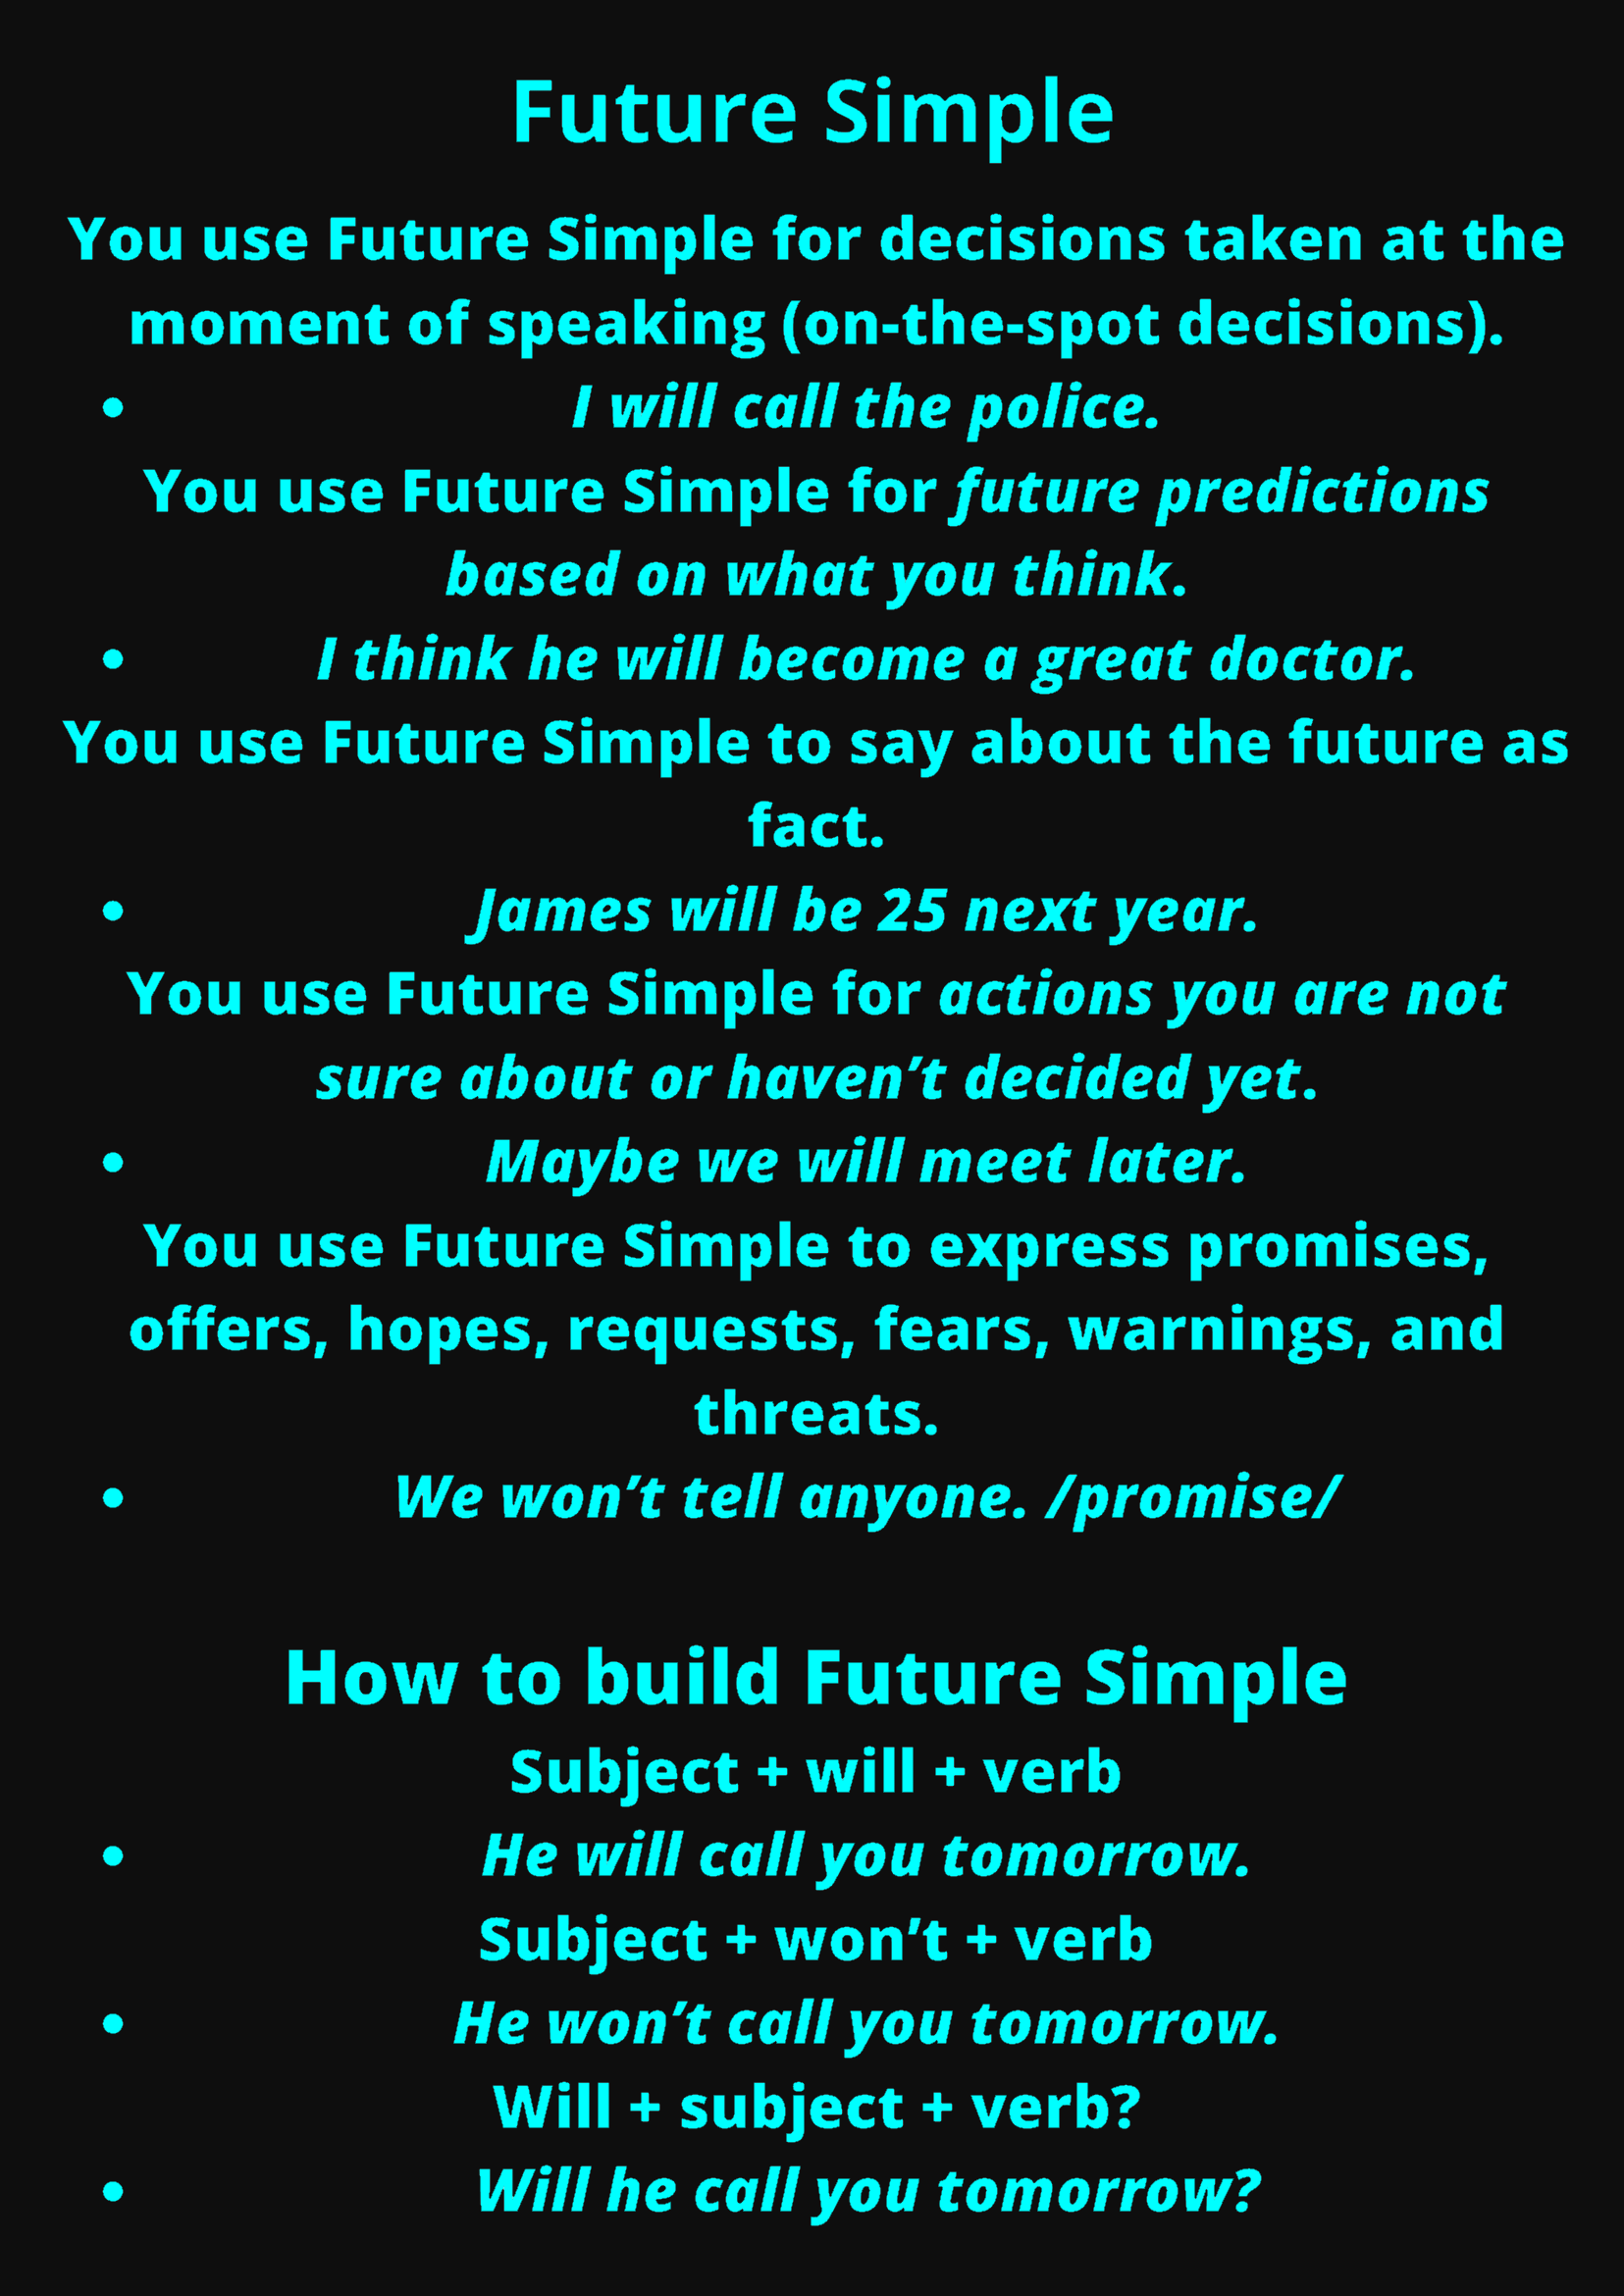 Future Simple
You use Future Simple for decisions taken at the
moment of speaking (on-the-spot decisions).
• I will call the police.
You use Future Simple for future predictions
based on what you think.
• I think he will become a great doctor.
You use Future Simple to say about the future as
fact.
• James will be 25 next year.
You use Future Simple for actions you are not
sure about or haven’t decided yet.
• Maybe we will meet later.
You use Future Simple to express promises,
offers, hopes, requests, fears, warnings, and
threats.
• We won’t tell anyone. /promise/
How to build Future Simple
Subject + will + verb
• He will call you tomorrow.
Subject + won’t + verb
• He won’t call you tomorrow.
Will + subject + verb?
• Will he call you tomorrow?